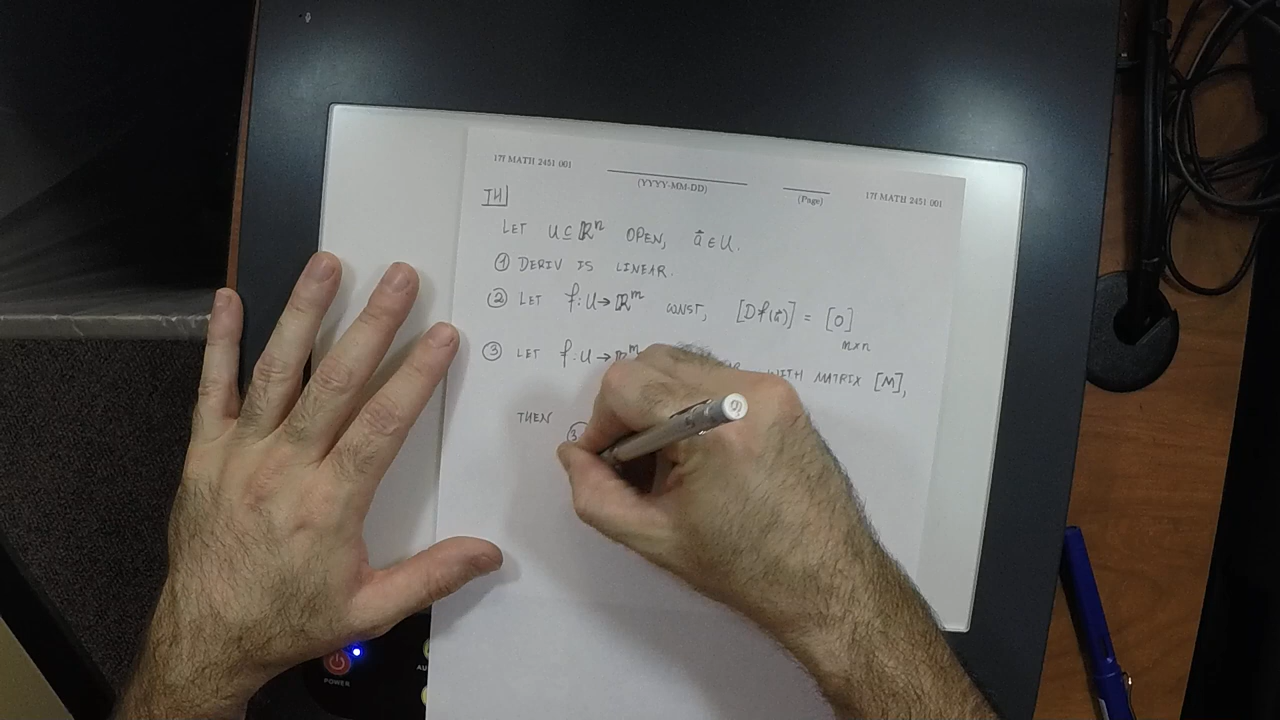 17f MATH 2451 001
(YYYY-MM-DD)
(Page)
17f MATH 2451 001
TH
LET U ⊆ ℝⁿ OPEN, a⃗ ∈ U.
① DERIV IS LINEAR.
② LET f: U → ℝᵐ CONST, [Df(a⃗)] = [0]
m×n
③ LET f: U → ℝᵐ WITH MATRIX [M],
THEN
POWER